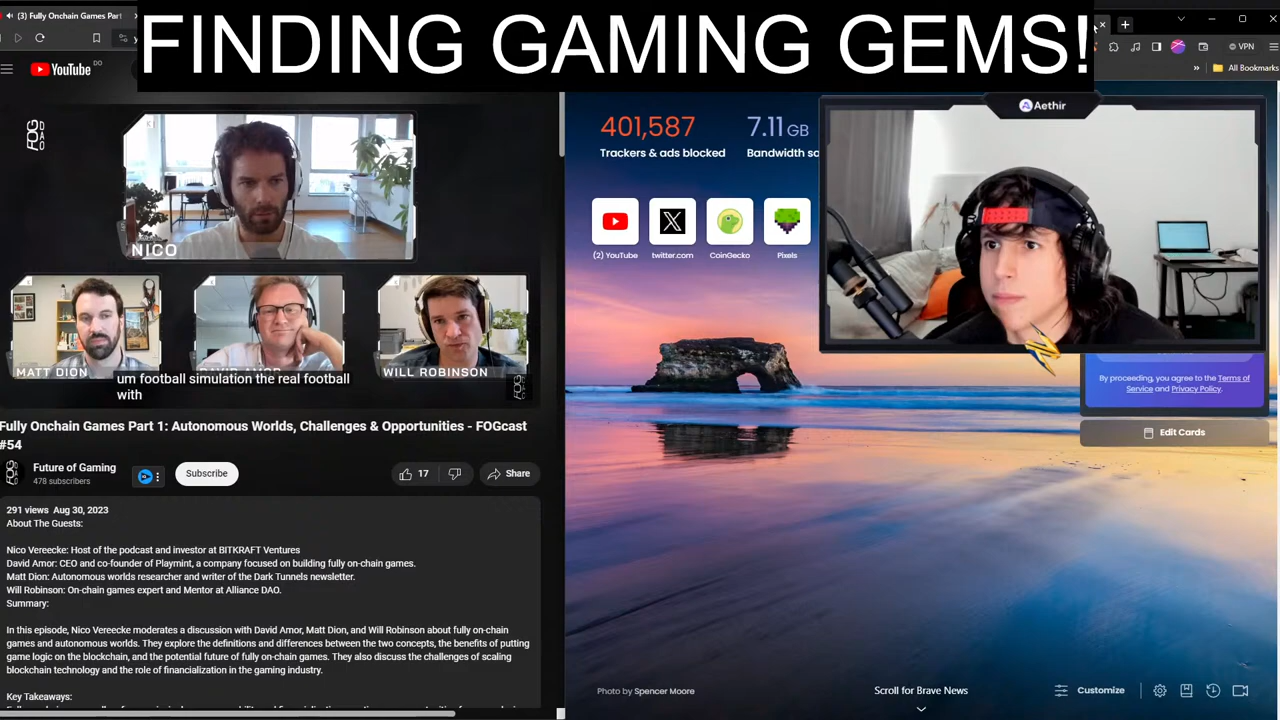 (3) Fully Onchain Games Part
FINDING GAMING GEMS!
VPN
YouTube
DO
All Bookmarks
FOG
DAO
NICO
MATT DION
WILL ROBINSON
um football simulation the real football
with
Fully Onchain Games Part 1: Autonomous Worlds, Challenges & Opportunities - FOGcast
#54
Future of Gaming
478 subscribers
Subscribe
17
Share
291 views Aug 30, 2023
About The Guests:
Nico Vereecke: Host of the podcast and investor at BITKRAFT Ventures
David Amor: CEO and co-founder of Playmint, a company focused on building fully on-chain games.
Matt Dion: Autonomous worlds researcher and writer of the Dark Tunnels newsletter.
Will Robinson: On-chain games expert and Mentor at Alliance DAO.
Summary:
In this episode, Nico Vereecke moderates a discussion with David Amor, Matt Dion, and Will Robinson about fully on-chain
games and autonomous worlds. They explore the definitions and differences between the two concepts, the benefits of putting
game logic on the blockchain, and the potential future of fully on-chain games. They also discuss the challenges of scaling
blockchain technology and the role of financialization in the gaming industry.
Key Takeaways:
401,587
Trackers & ads blocked
7.11 GB
Bandwidth sa
(2) YouTube
twitter.com
CoinGecko
Pixels
Aethir
By proceeding, you agree to the Terms of
Service and Privacy Policy.
Edit Cards
Photo by Spencer Moore
Scroll for Brave News
Customize